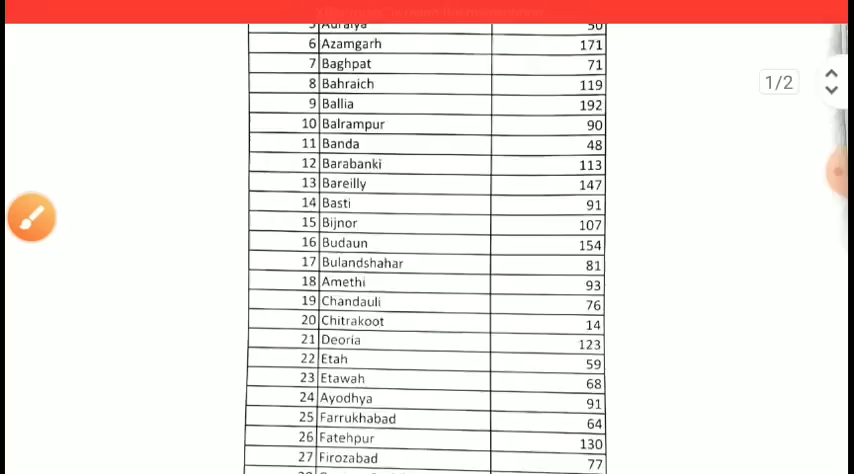 5 Auraiya 50
6 Azamgarh 171
7 Baghpat 71
8 Bahraich 119
1/2
9 Ballia 192
10 Balrampur 90
11 Banda 48
12 Barabanki 113
13 Bareilly 147
14 Basti 91
15 Bijnor 107
16 Budaun 154
17 Bulandshahar 81
18 Amethi 93
19 Chandauli 76
20 Chitrakoot 14
21 Deoria 123
22 Etah 59
23 Etawah 68
24 Ayodhya 91
25 Farrukhabad 64
26 Fatehpur 130
27 Firozabad 77